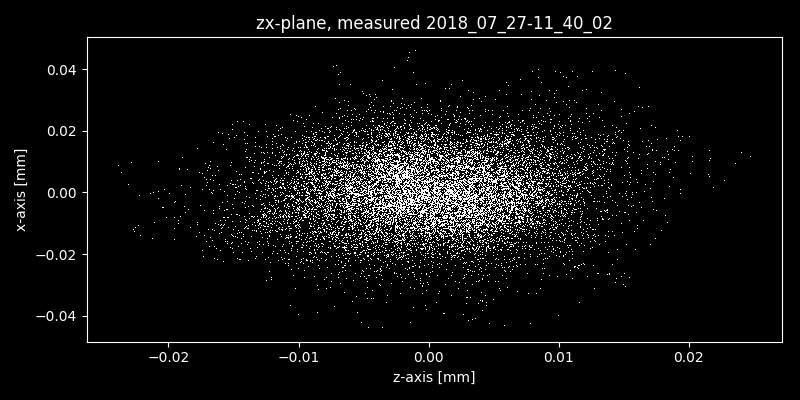 zx-plane, measured 2018_07_27-11_40_02
0.04
0.02
0.00
−0.02
−0.04
x-axis [mm]
−0.02 −0.01 0.00 0.01 0.02
z-axis [mm]